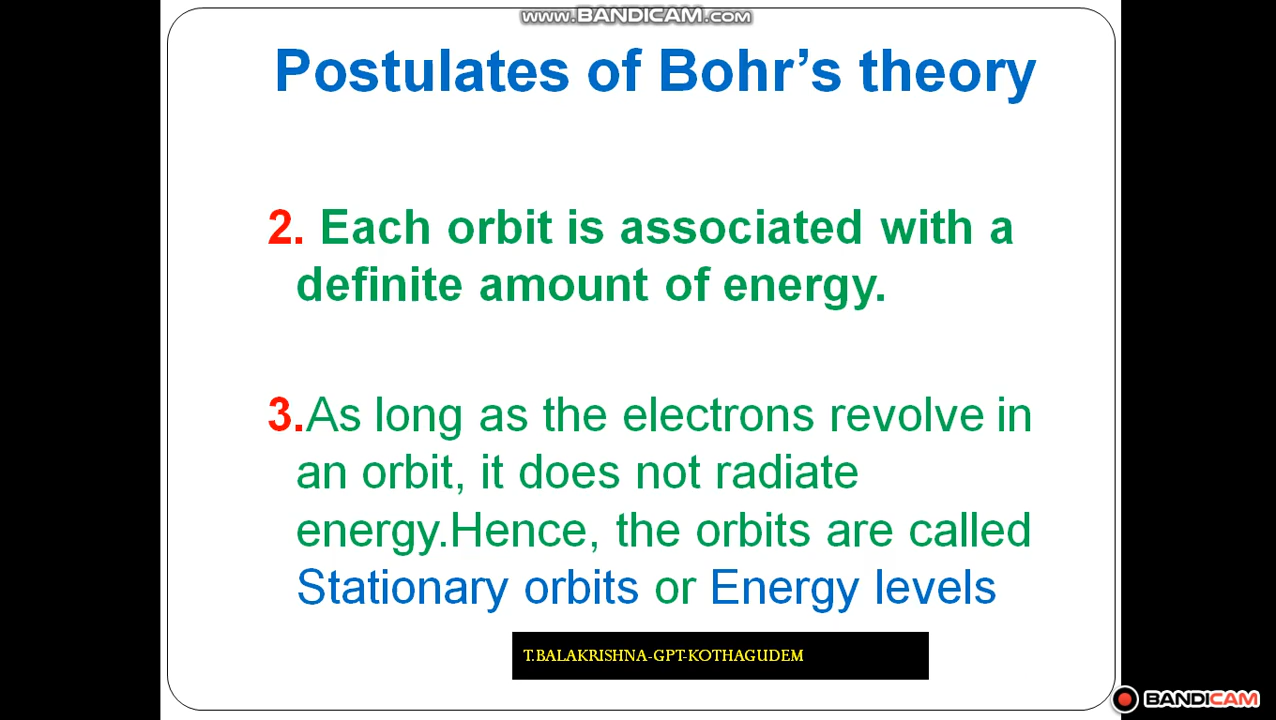 www.BANDICAM.com
Postulates of Bohr’s theory
2. Each orbit is associated with a
definite amount of energy.
3.As long as the electrons revolve in
an orbit, it does not radiate
energy.Hence, the orbits are called
Stationary orbits or Energy levels
T.BALAKRISHNA-GPT-KOTHAGUDEM
BANDICAM